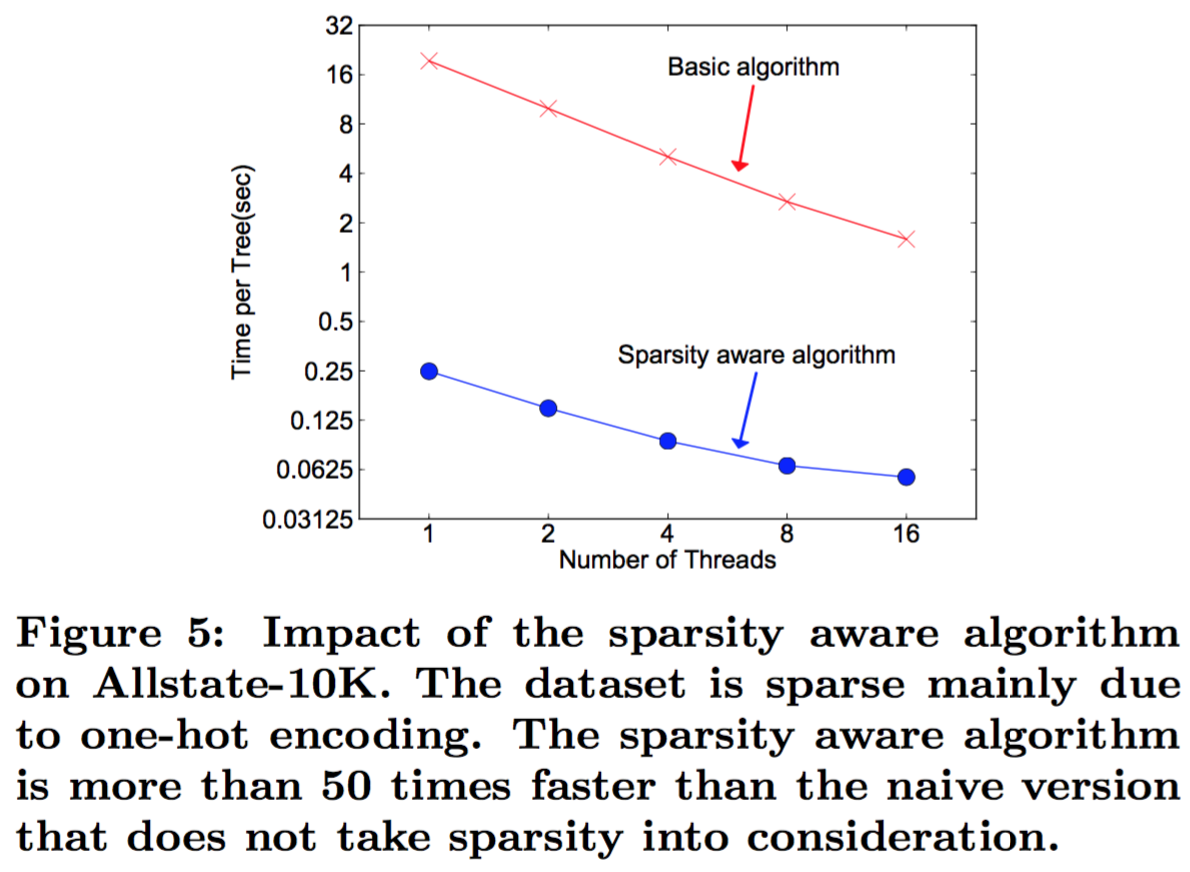 32
16
8
4
2
1
0.5
0.25
0.125
0.0625
0.03125
Time per Tree(sec)
Basic algorithm
Sparsity aware algorithm
1 2 4 8 16
Number of Threads
Figure 5: Impact of the sparsity aware algorithm
on Allstate-10K. The dataset is sparse mainly due
to one-hot encoding. The sparsity aware algorithm
is more than 50 times faster than the naive version
that does not take sparsity into consideration.